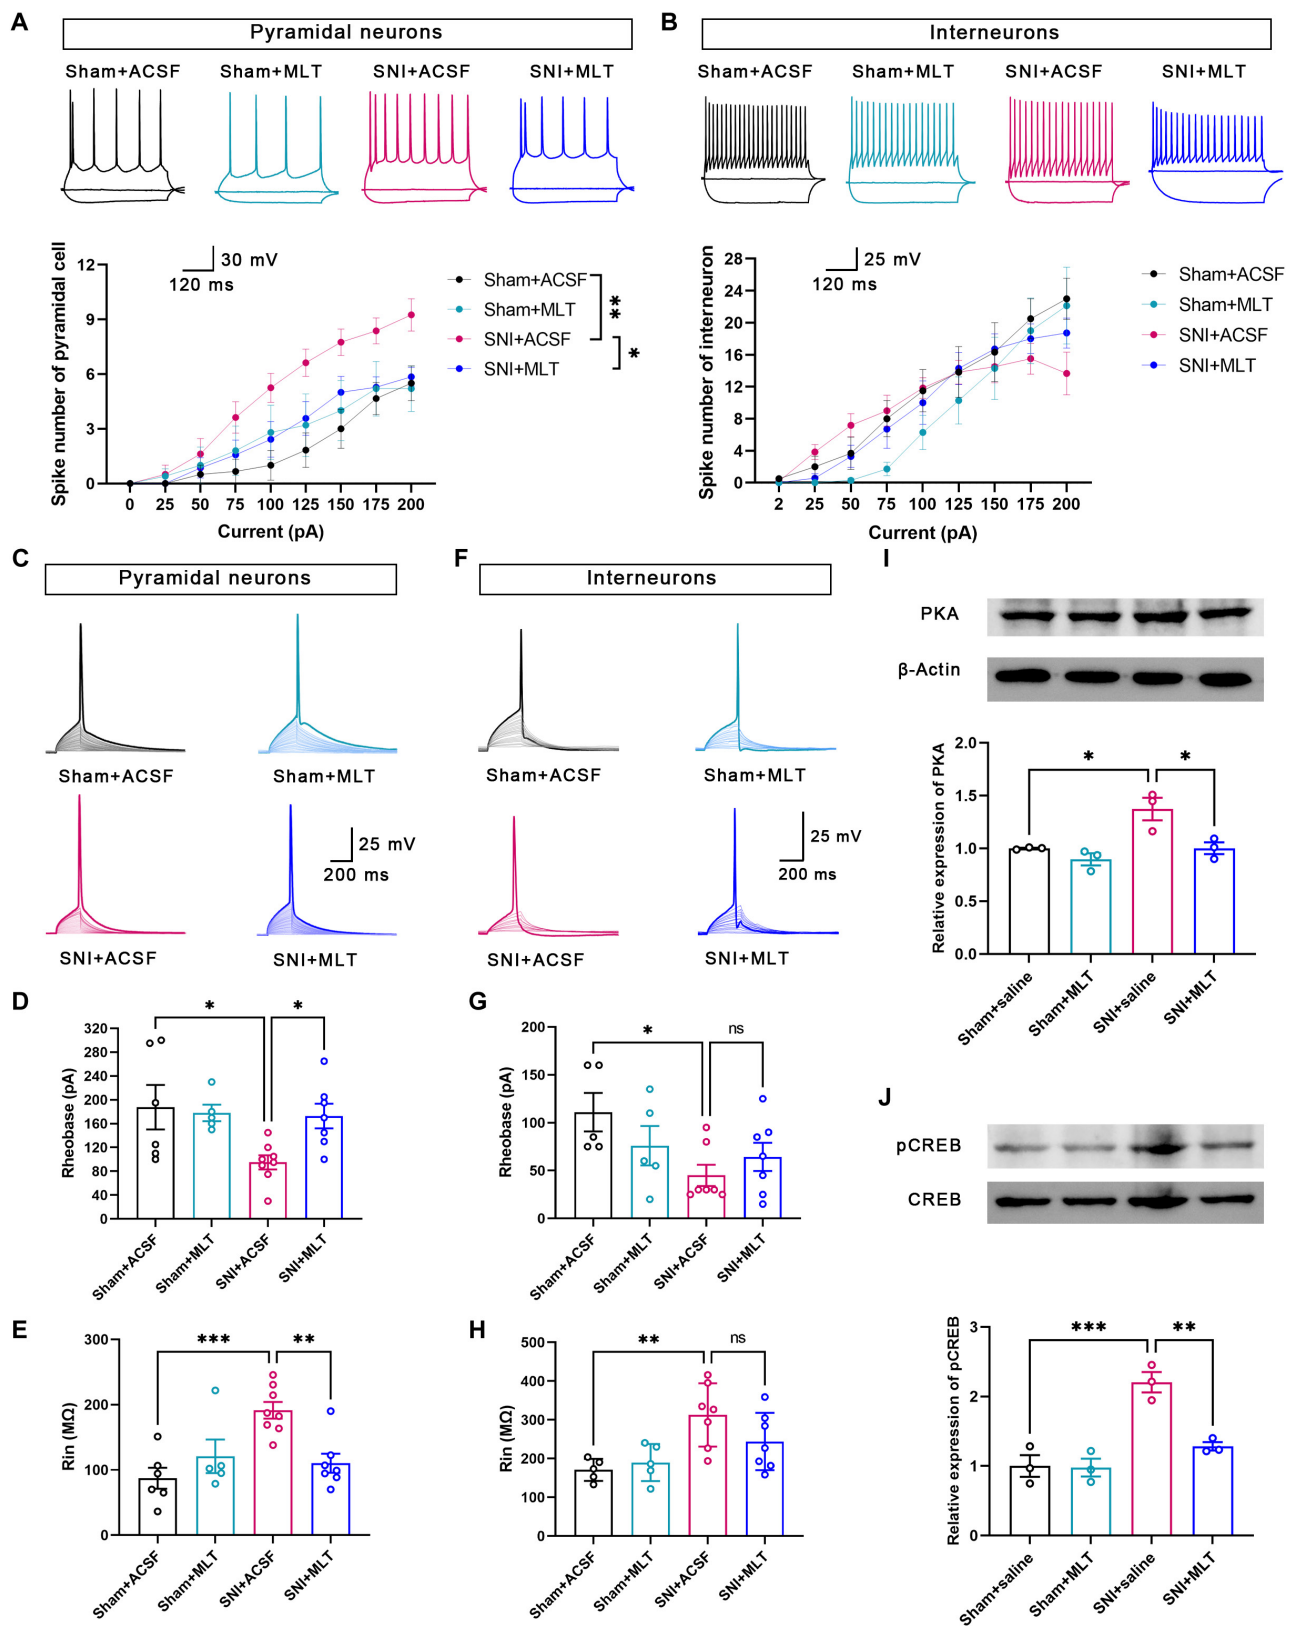 A
Pyramidal neurons
Sham+ACSF
Sham+MLT
SNI+ACSF
SNI+MLT
30 mV
120 ms
Spike number of pyramidal cell
12
9
6
3
0
0 25 50 75 100 125 150 175 200
Current (pA)
Sham+ACSF
Sham+MLT
SNI+ACSF
SNI+MLT
**
*
B
Interneurons
Sham+ACSF
Sham+MLT
SNI+ACSF
SNI+MLT
25 mV
120 ms
Spike number of interneuron
28
24
20
16
12
8
4
0
2 25 50 75 100 125 150 175 200
Current (pA)
Sham+ACSF
Sham+MLT
SNI+ACSF
SNI+MLT
C
Pyramidal neurons
Sham+ACSF
Sham+MLT
SNI+ACSF
SNI+MLT
25 mV
200 ms
F
Interneurons
Sham+ACSF
Sham+MLT
SNI+ACSF
SNI+MLT
25 mV
200 ms
I
PKA
β-Actin
Relative expression of PKA
2.0
1.5
1.0
0.5
0.0
*
*
Sham+saline
Sham+MLT
SNI+saline
SNI+MLT
D
Rheobase (pA)
320
280
240
200
160
120
80
40
0
*
*
Sham+ACSF
Sham+MLT
SNI+ACSF
SNI+MLT
G
Rheobase (pA)
200
150
100
50
0
*
ns
Sham+ACSF
Sham+MLT
SNI+ACSF
SNI+MLT
J
pCREB
CREB
Relative expression of pCREB
3
2
1
0
***
**
Sham+saline
Sham+MLT
SNI+saline
SNI+MLT
E
Rin (MΩ)
300
200
100
0
***
**
Sham+ACSF
Sham+MLT
SNI+ACSF
SNI+MLT
H
Rin (MΩ)
500
400
300
200
100
0
**
ns
Sham+ACSF
Sham+MLT
SNI+ACSF
SNI+MLT